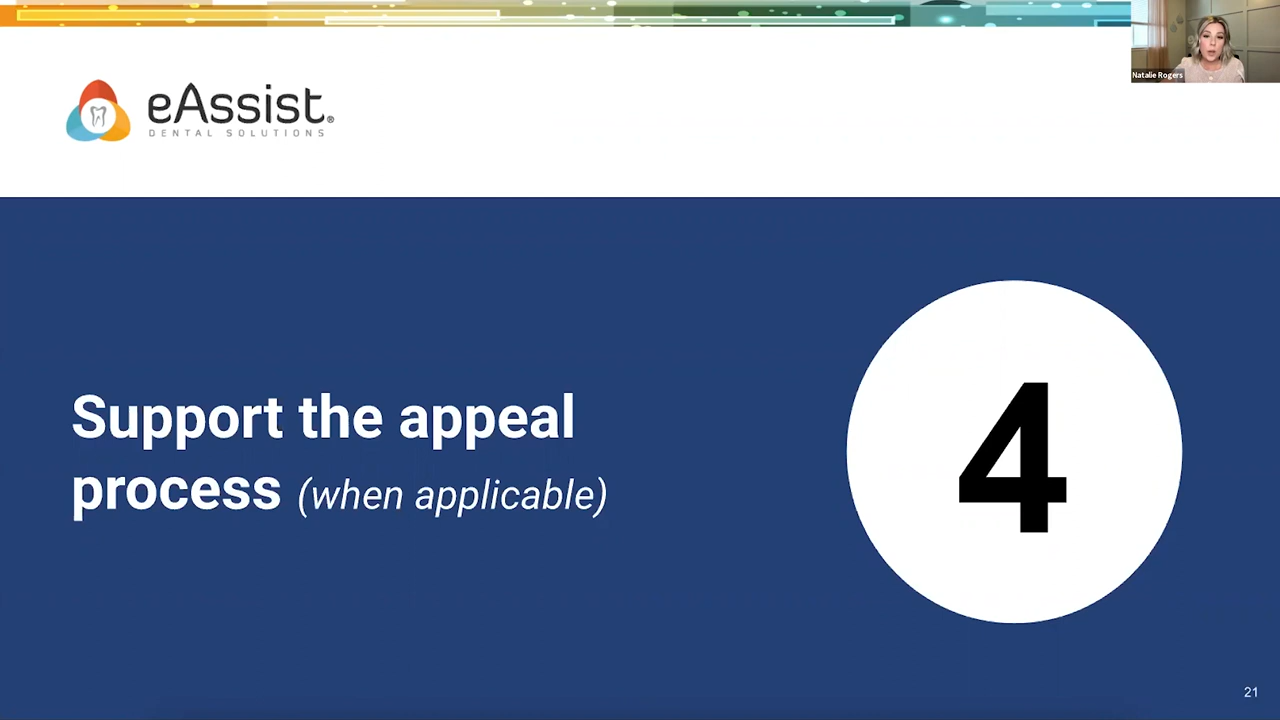 Natalie Rogers
eAssist®
DENTAL SOLUTIONS
Support the appeal
process (when applicable)
4
21